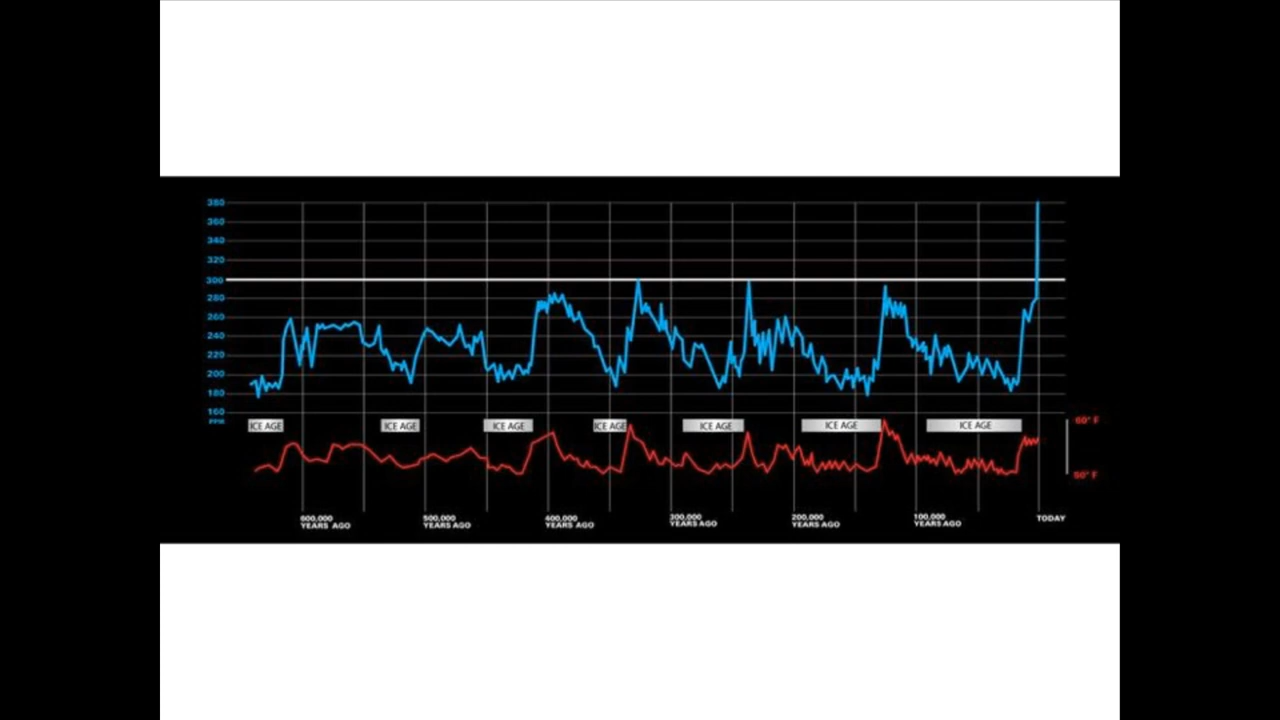 380
360
340
320
300
280
260
240
220
200
180
160
PPM
ICE AGE ICE AGE ICE AGE ICE AGE ICE AGE ICE AGE ICE AGE
60° F
50° F
600,000 500,000 400,000 300,000 200,000 100,000 TODAY
YEARS AGO YEARS AGO YEARS AGO YEARS AGO YEARS AGO YEARS AGO